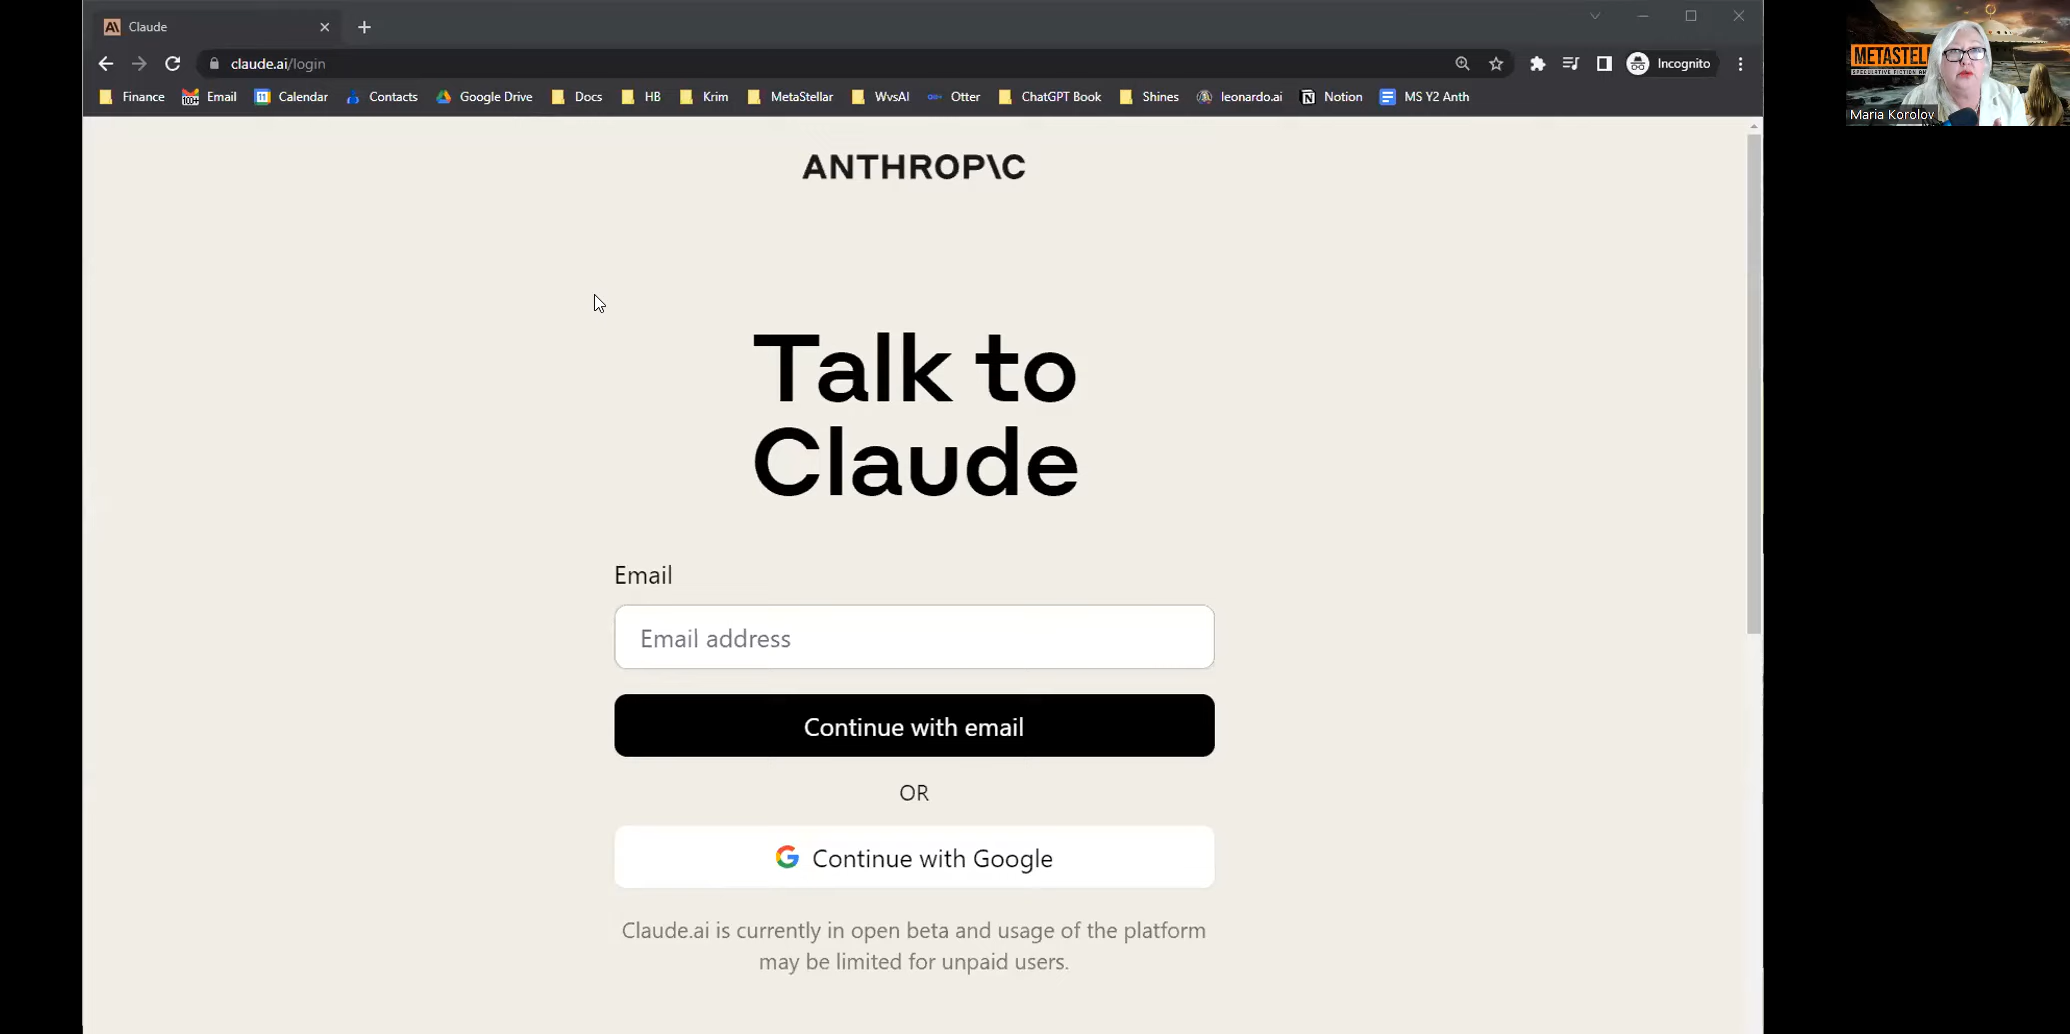 Claude
claude.ai/login
Incognito
Finance Email Calendar Contacts Google Drive Docs HB Krim MetaStellar WvsAI Otter ChatGPT Book Shines leonardo.ai Notion MS Y2 Anth
100+
11
METASTEL
Maria Korolov
ANTHROP\C
Talk to
Claude
Email
Email address
Continue with email
OR
Continue with Google
Claude.ai is currently in open beta and usage of the platform
may be limited for unpaid users.